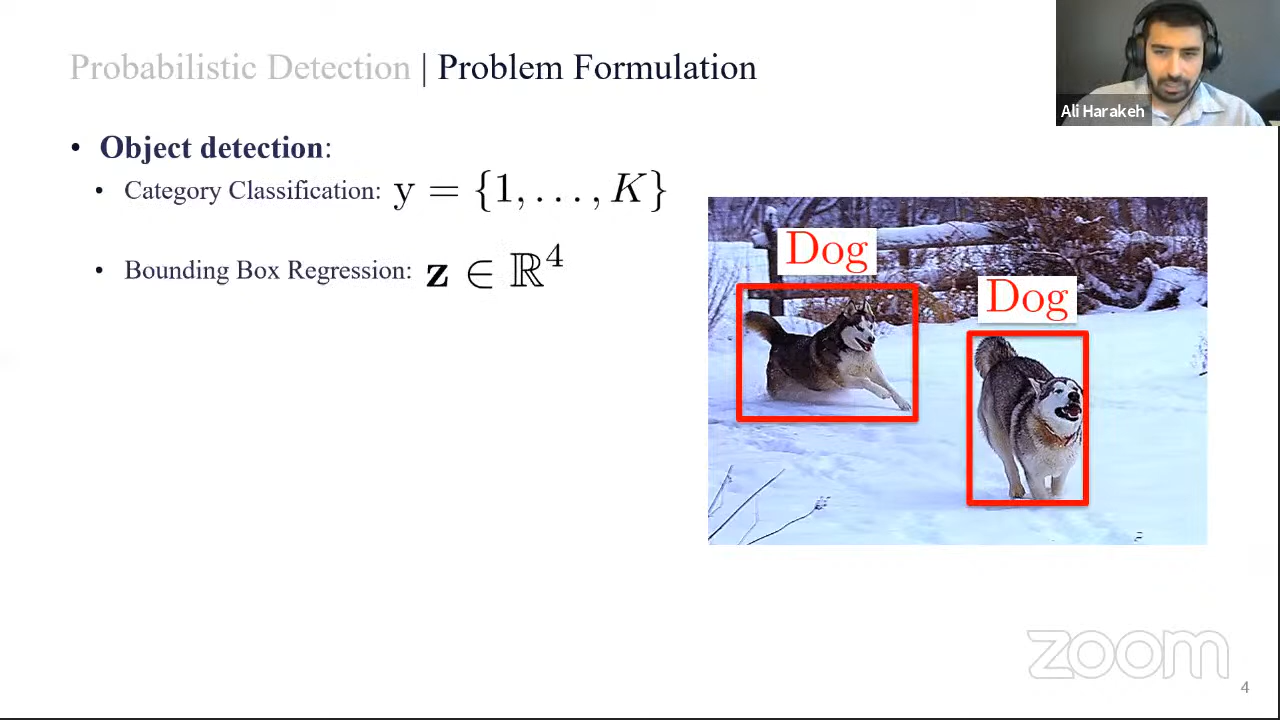 Probabilistic Detection | Problem Formulation
Ali Harakeh
• Object detection:
• Category Classification: y = {1, . . . , K}
• Bounding Box Regression: z ∈ ℝ⁴
Dog
Dog
zoom
4